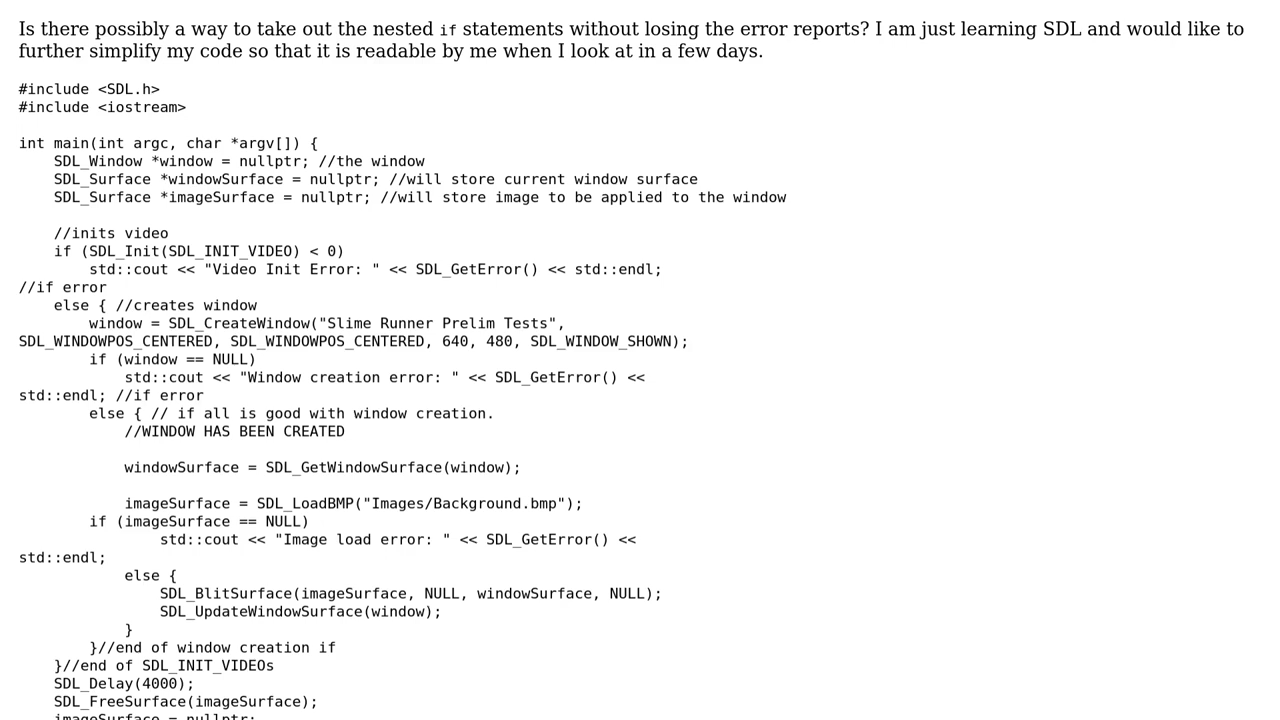 Is there possibly a way to take out the nested if statements without losing the error reports? I am just learning SDL and would like to
further simplify my code so that it is readable by me when I look at in a few days.
#include <SDL.h>
#include <iostream>
int main(int argc, char *argv[]) {
    SDL_Window *window = nullptr; //the window
    SDL_Surface *windowSurface = nullptr; //will store current window surface
    SDL_Surface *imageSurface = nullptr; //will store image to be applied to the window
    //inits video
    if (SDL_Init(SDL_INIT_VIDEO) < 0)
        std::cout << "Video Init Error: " << SDL_GetError() << std::endl;
//if error
    else { //creates window
        window = SDL_CreateWindow("Slime Runner Prelim Tests",
SDL_WINDOWPOS_CENTERED, SDL_WINDOWPOS_CENTERED, 640, 480, SDL_WINDOW_SHOWN);
        if (window == NULL)
            std::cout << "Window creation error: " << SDL_GetError() <<
std::endl; //if error
        else { // if all is good with window creation.
            //WINDOW HAS BEEN CREATED
            windowSurface = SDL_GetWindowSurface(window);
            imageSurface = SDL_LoadBMP("Images/Background.bmp");
        if (imageSurface == NULL)
                std::cout << "Image load error: " << SDL_GetError() <<
std::endl;
            else {
                SDL_BlitSurface(imageSurface, NULL, windowSurface, NULL);
                SDL_UpdateWindowSurface(window);
            }
        }//end of window creation if
    }//end of SDL_INIT_VIDEOs
    SDL_Delay(4000);
    SDL_FreeSurface(imageSurface);
    imageSurface = nullptr;